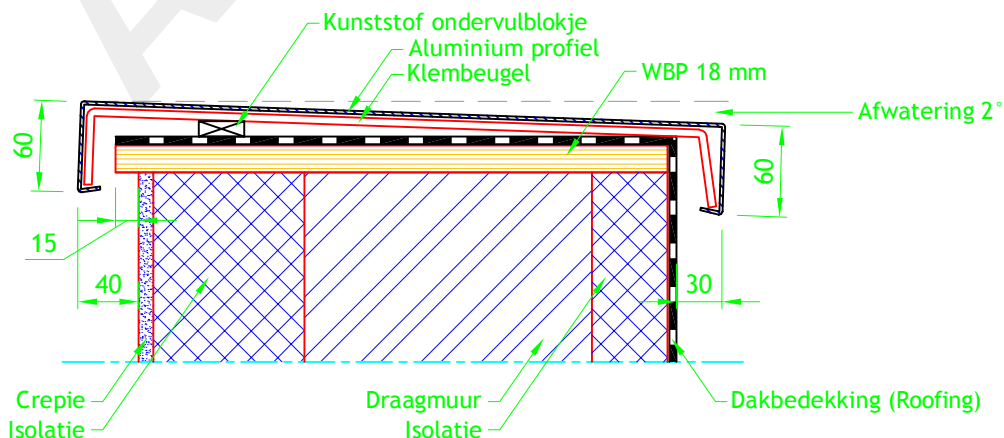 Kunststof ondervulblokje
Aluminium profiel
Klembeugel
WBP 18 mm
Afwatering 2°
60
60
15
40
30
Crepie
Isolatie
Draagmuur
Isolatie
Dakbedekking (Roofing)